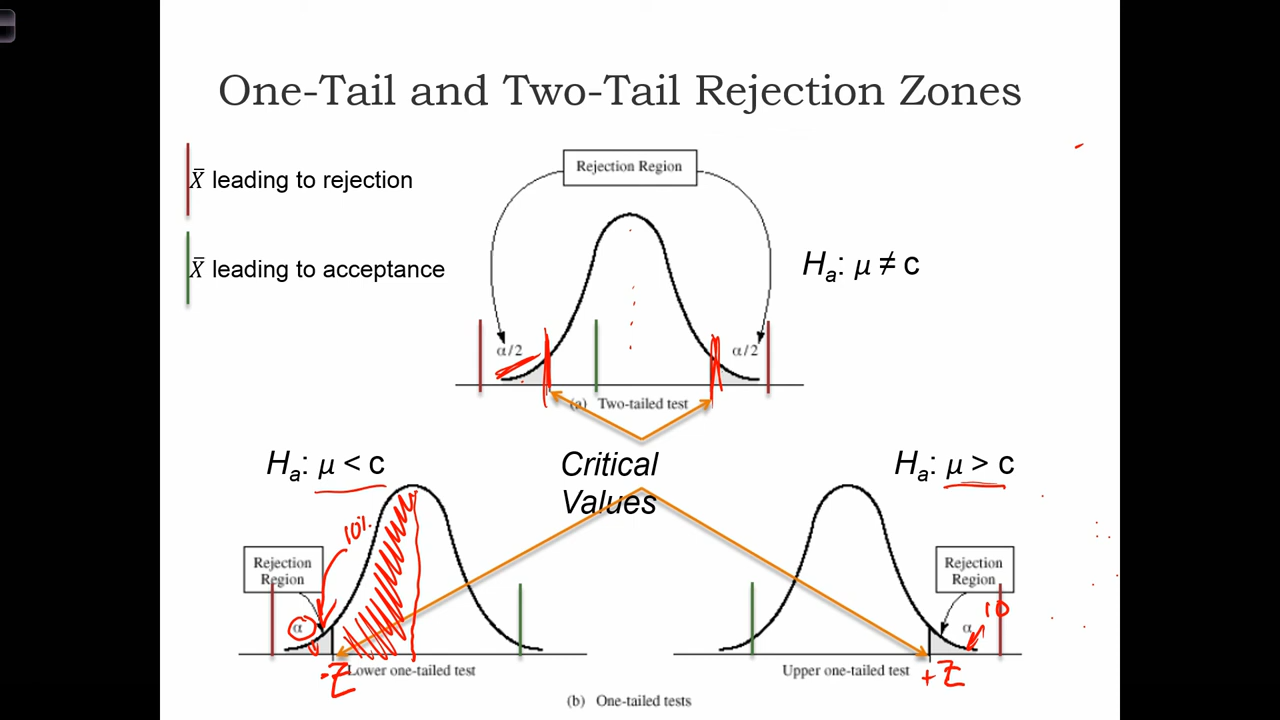 One-Tail and Two-Tail Rejection Zones
Rejection Region
X̄ leading to rejection
X̄ leading to acceptance
Hₐ: μ ≠ c
α/2
α/2
(a) Two-tailed test
Hₐ: μ < c
Critical
Values
Hₐ: μ > c
10%
Rejection
Region
Rejection
Region
α
α
10
-Z
Lower one-tailed test
Upper one-tailed test
+Z
(b) One-tailed tests